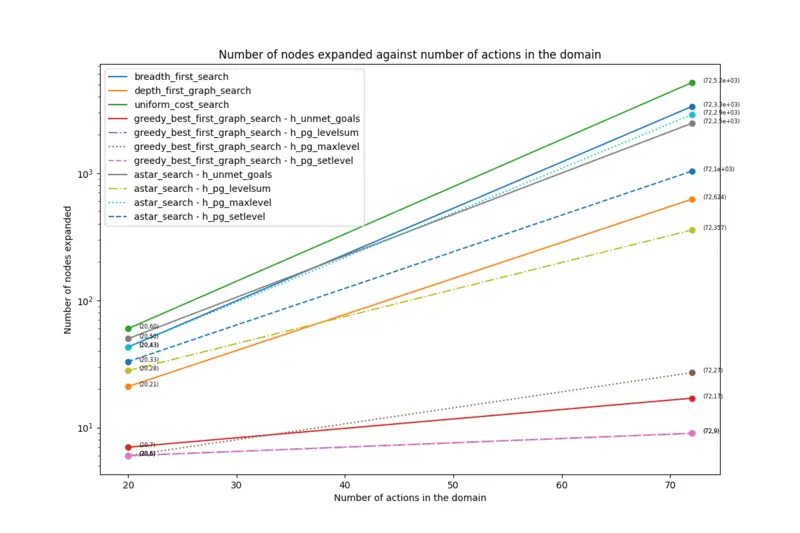 Number of nodes expanded against number of actions in the domain
breadth_first_search
depth_first_graph_search
uniform_cost_search
greedy_best_first_graph_search - h_unmet_goals
greedy_best_first_graph_search - h_pg_levelsum
greedy_best_first_graph_search - h_pg_maxlevel
greedy_best_first_graph_search - h_pg_setlevel
astar_search - h_unmet_goals
astar_search - h_pg_levelsum
astar_search - h_pg_maxlevel
astar_search - h_pg_setlevel
(72,5.2e+03)
(72,3.3e+03)
(72,2.9e+03)
(72,2.5e+03)
(72,1e+03)
(72,624)
(72,357)
(72,27)
(72,17)
(72,9)
(20,60)
(20,50)
(20,43)
(20,33)
(20,28)
(20,21)
(20,7)
(20,6)
10³
10²
10¹
Number of nodes expanded
20 30 40 50 60 70
Number of actions in the domain